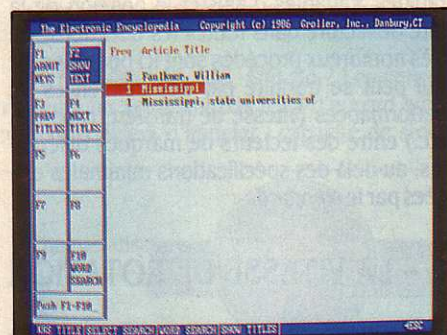 The Electronic Encyclopedia Copyright (c) 1986 Grolier, Inc., Danbury,CT
F1 ABOUT KEYS
F2 SHOW TEXT
Freq Article Title
3 Faulkner, William
1 Mississippi
1 Mississippi, state universities of
F3 PREV TITLES
F4 NEXT TITLES
F5
F6
F7
F8
F9
F10 WORD SEARCH
Push F1-F10
TITLE SELECT SEARCH WORD SEARCH SHOW TITLES
<ESC